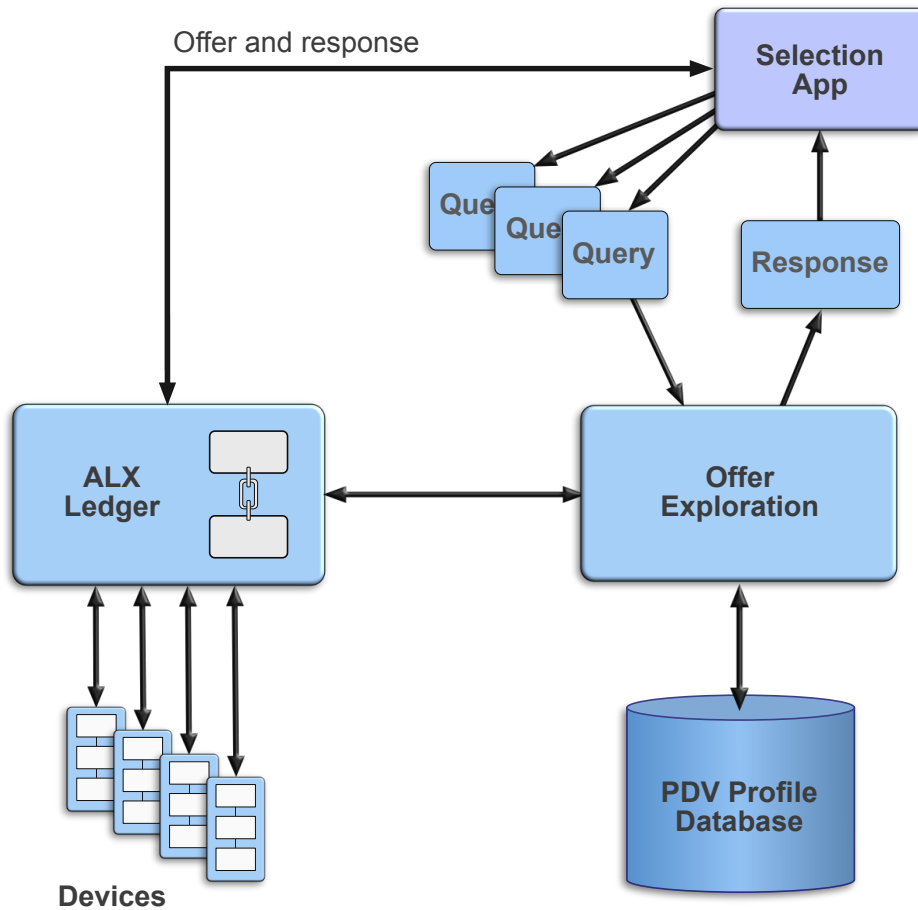 Offer and response
Selection
App
Que
Que
Query
Response
ALX
Ledger
Offer
Exploration
PDV Profile
Database
Devices